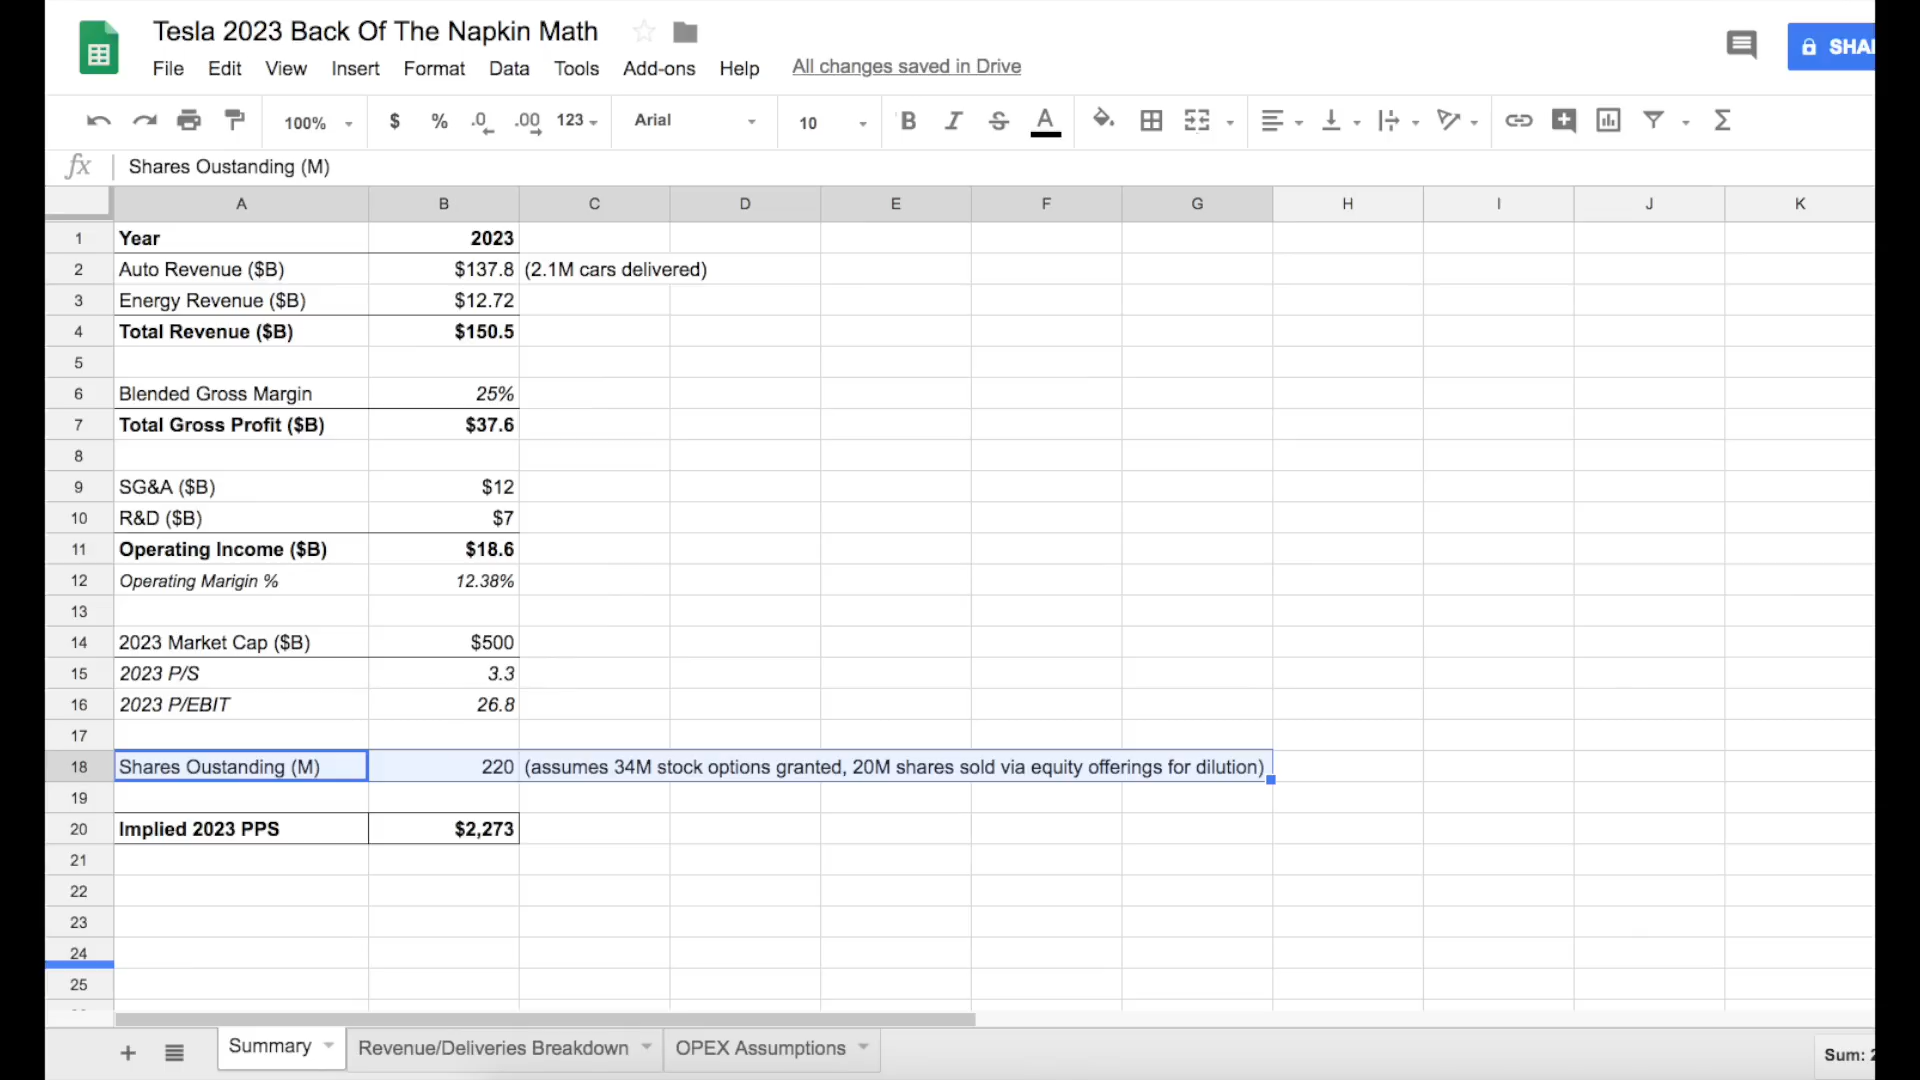 Tesla 2023 Back Of The Napkin Math
File Edit View Insert Format Data Tools Add-ons Help All changes saved in Drive
SHA
100% $ % .0 .00 123 Arial 10 B I S A Σ
fx Shares Oustanding (M)
A B C D E F G H I J K
1 Year 2023
2 Auto Revenue ($B) $137.8 (2.1M cars delivered)
3 Energy Revenue ($B) $12.72
4 Total Revenue ($B) $150.5
5
6 Blended Gross Margin 25%
7 Total Gross Profit ($B) $37.6
8
9 SG&A ($B) $12
10 R&D ($B) $7
11 Operating Income ($B) $18.6
12 Operating Marigin % 12.38%
13
14 2023 Market Cap ($B) $500
15 2023 P/S 3.3
16 2023 P/EBIT 26.8
17
18 Shares Oustanding (M) 220 (assumes 34M stock options granted, 20M shares sold via equity offerings for dilution)
19
20 Implied 2023 PPS $2,273
21
22
23
24
25
+ Summary Revenue/Deliveries Breakdown OPEX Assumptions Sum: